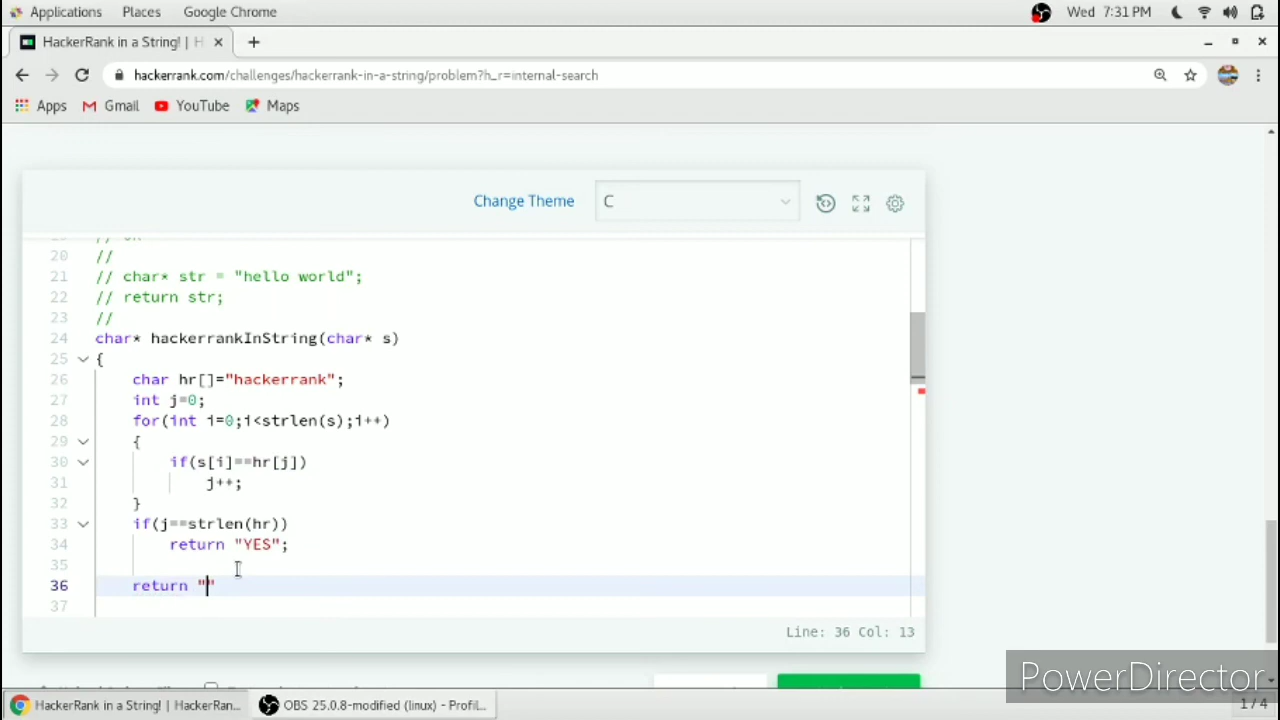 Applications Places Google Chrome Wed 7:31 PM
HackerRank in a String! | H
hackerrank.com/challenges/hackerrank-in-a-string/problem?h_r=internal-search
Apps Gmail YouTube Maps
Change Theme C
20 //
21 // char* str = "hello world";
22 // return str;
23 //
24 char* hackerrankInString(char* s)
25 {
26 char hr[]="hackerrank";
27 int j=0;
28 for(int i=0;i<strlen(s);i++)
29 {
30 if(s[i]==hr[j])
31 j++;
32 }
33 if(j==strlen(hr))
34 return "YES";
35
36 return ""
37
Line: 36 Col: 13
PowerDirector
HackerRank in a String! | HackerRan... OBS 25.0.8-modified (linux) - Profil... 1 / 4